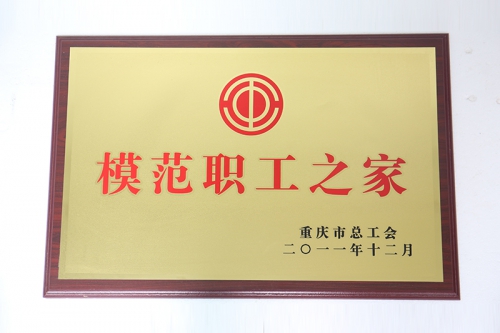 模范职工之家
重庆市总工会
二〇一一年十二月